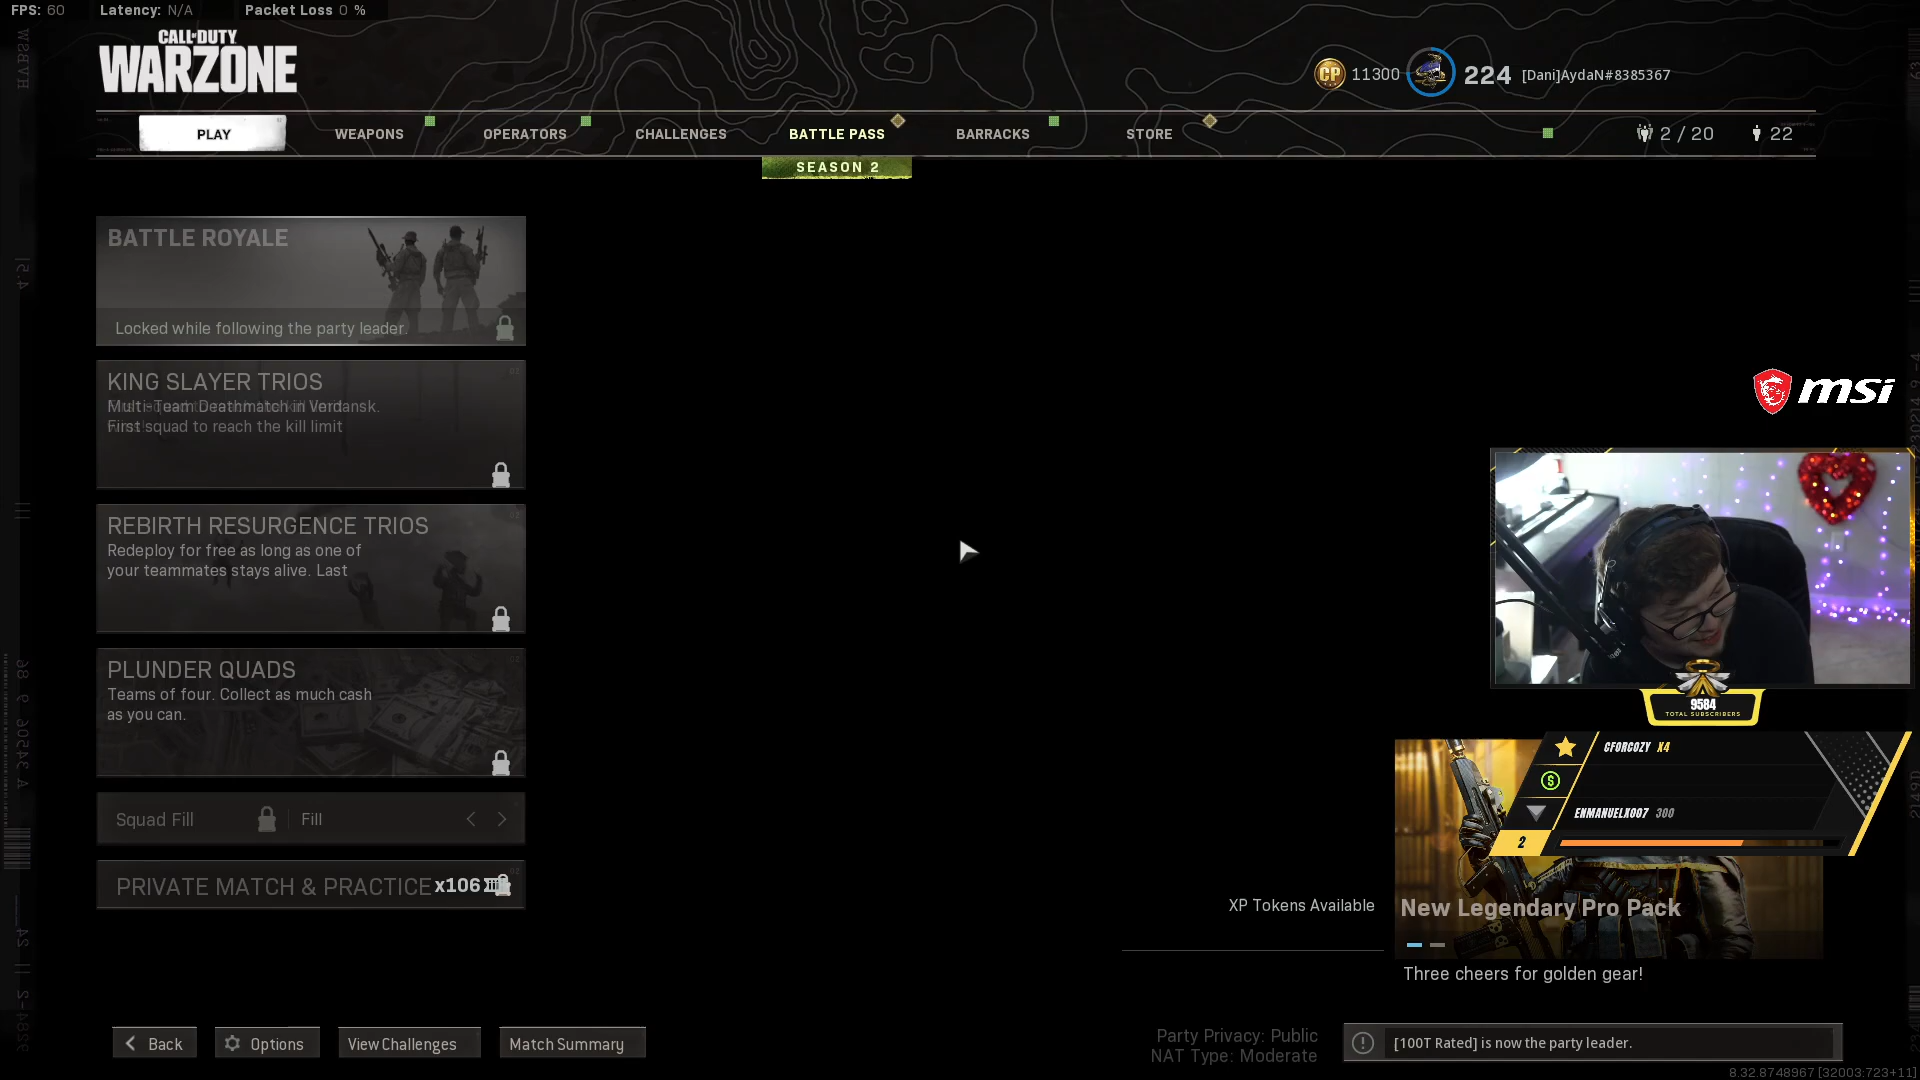 FPS: 60 Latency: N/A Packet Loss 0 %
CALL OF DUTY
WARZONE
CP 11300 224 [Dani]AydaN#8385367
PLAY WEAPONS OPERATORS CHALLENGES BATTLE PASS BARRACKS STORE 2 / 20 22
SEASON 2
BATTLE ROYALE
Locked while following the party leader.
KING SLAYER TRIOS
Multi-Team Deathmatch in Verdansk.
First squad to reach the kill limit
REBIRTH RESURGENCE TRIOS
Redeploy for free as long as one of
your teammates stays alive. Last
PLUNDER QUADS
Teams of four. Collect as much cash
as you can.
Squad Fill Fill
PRIVATE MATCH & PRACTICE x106
msi
9584
TOTAL SUBSCRIBERS
CFORCOZY X4
ENMANUELX007 300
2
XP Tokens Available
New Legendary Pro Pack
Three cheers for golden gear!
Back Options View Challenges Match Summary
Party Privacy: Public
NAT Type: Moderate
[100T Rated] is now the party leader.
8.32.8748967 [32003:723+11]